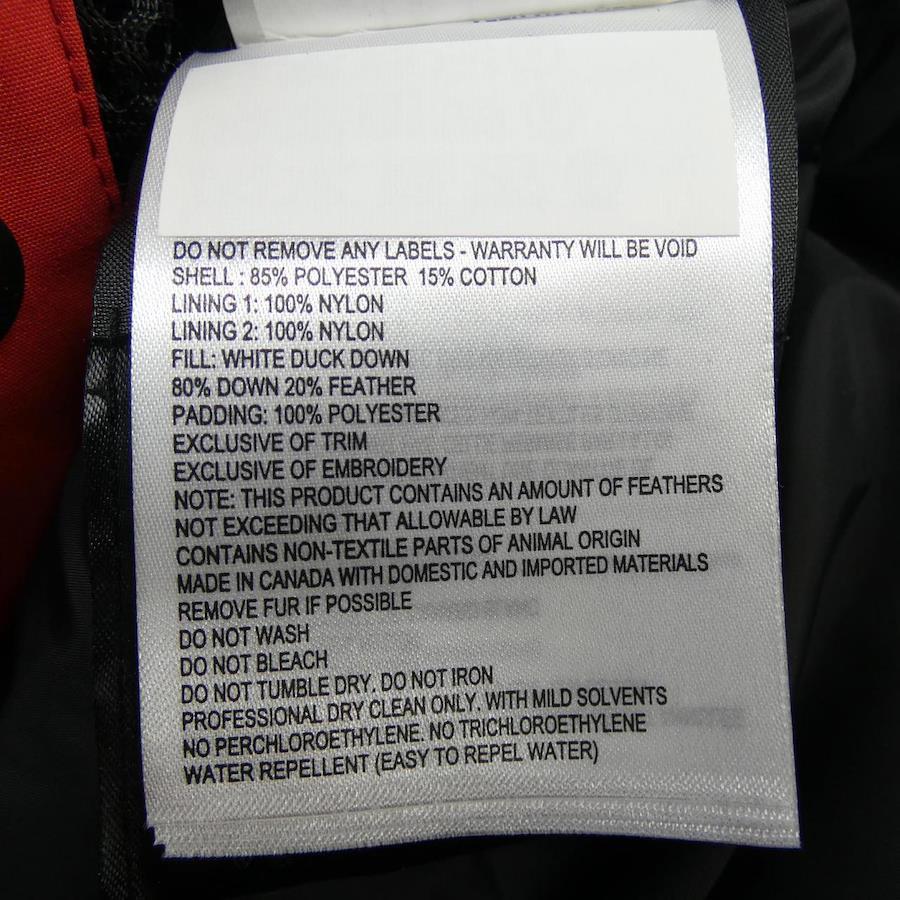 DO NOT REMOVE ANY LABELS - WARRANTY WILL BE VOID
SHELL : 85% POLYESTER 15% COTTON
LINING 1: 100% NYLON
LINING 2: 100% NYLON
FILL: WHITE DUCK DOWN
80% DOWN 20% FEATHER
PADDING: 100% POLYESTER
EXCLUSIVE OF TRIM
EXCLUSIVE OF EMBROIDERY
NOTE: THIS PRODUCT CONTAINS AN AMOUNT OF FEATHERS
NOT EXCEEDING THAT ALLOWABLE BY LAW
CONTAINS NON-TEXTILE PARTS OF ANIMAL ORIGIN
MADE IN CANADA WITH DOMESTIC AND IMPORTED MATERIALS
REMOVE FUR IF POSSIBLE
DO NOT WASH
DO NOT BLEACH
DO NOT TUMBLE DRY. DO NOT IRON
PROFESSIONAL DRY CLEAN ONLY. WITH MILD SOLVENTS
NO PERCHLOROETHYLENE. NO TRICHLOROETHYLENE
WATER REPELLENT (EASY TO REPEL WATER)